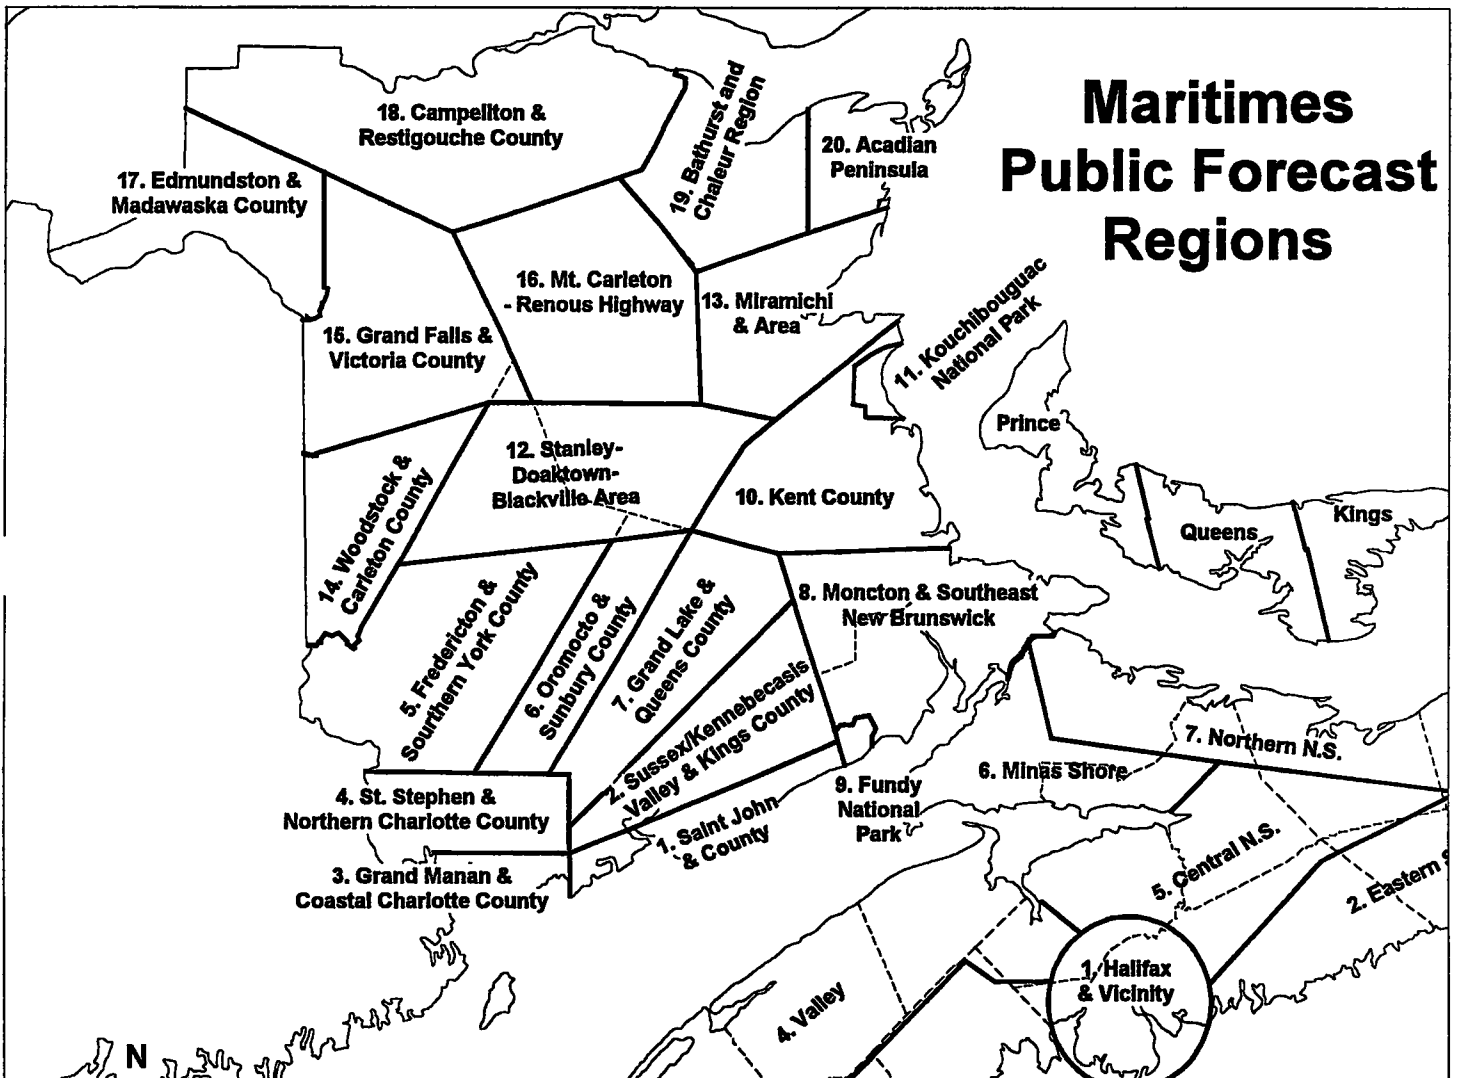 Maritimes
Public Forecast
Regions
18. Campellton &
Restigouche County
19. Bathurst and
Chaleur Region
20. Acadian
Peninsula
17. Edmundston &
Madawaska County
16. Mt. Carleton
- Renous Highway
13. Miramichi
& Area
11. Kouchibouguac
National Park
15. Grand Falls &
Victoria County
Prince
12. Stanley-
Doaktown-
Blackville Area
10. Kent County
Queens
Kings
14. Woodstock &
Carleton County
5. Fredericton &
Sourthern York County
6. Oromocto &
Sunbury County
7. Grand Lake &
Queens County
8. Moncton & Southeast
New Brunswick
2. Sussex/Kennebecasis
Valley & Kings County
7. Northern N.S.
6. Minas Shore
4. St. Stephen &
Northern Charlotte County
1. Saint John
& County
9. Fundy
National
Park
5. Central N.S.
3. Grand Manan &
Coastal Charlotte County
2. Eastern S
1. Halifax
& Vicinity
4. Valley
N